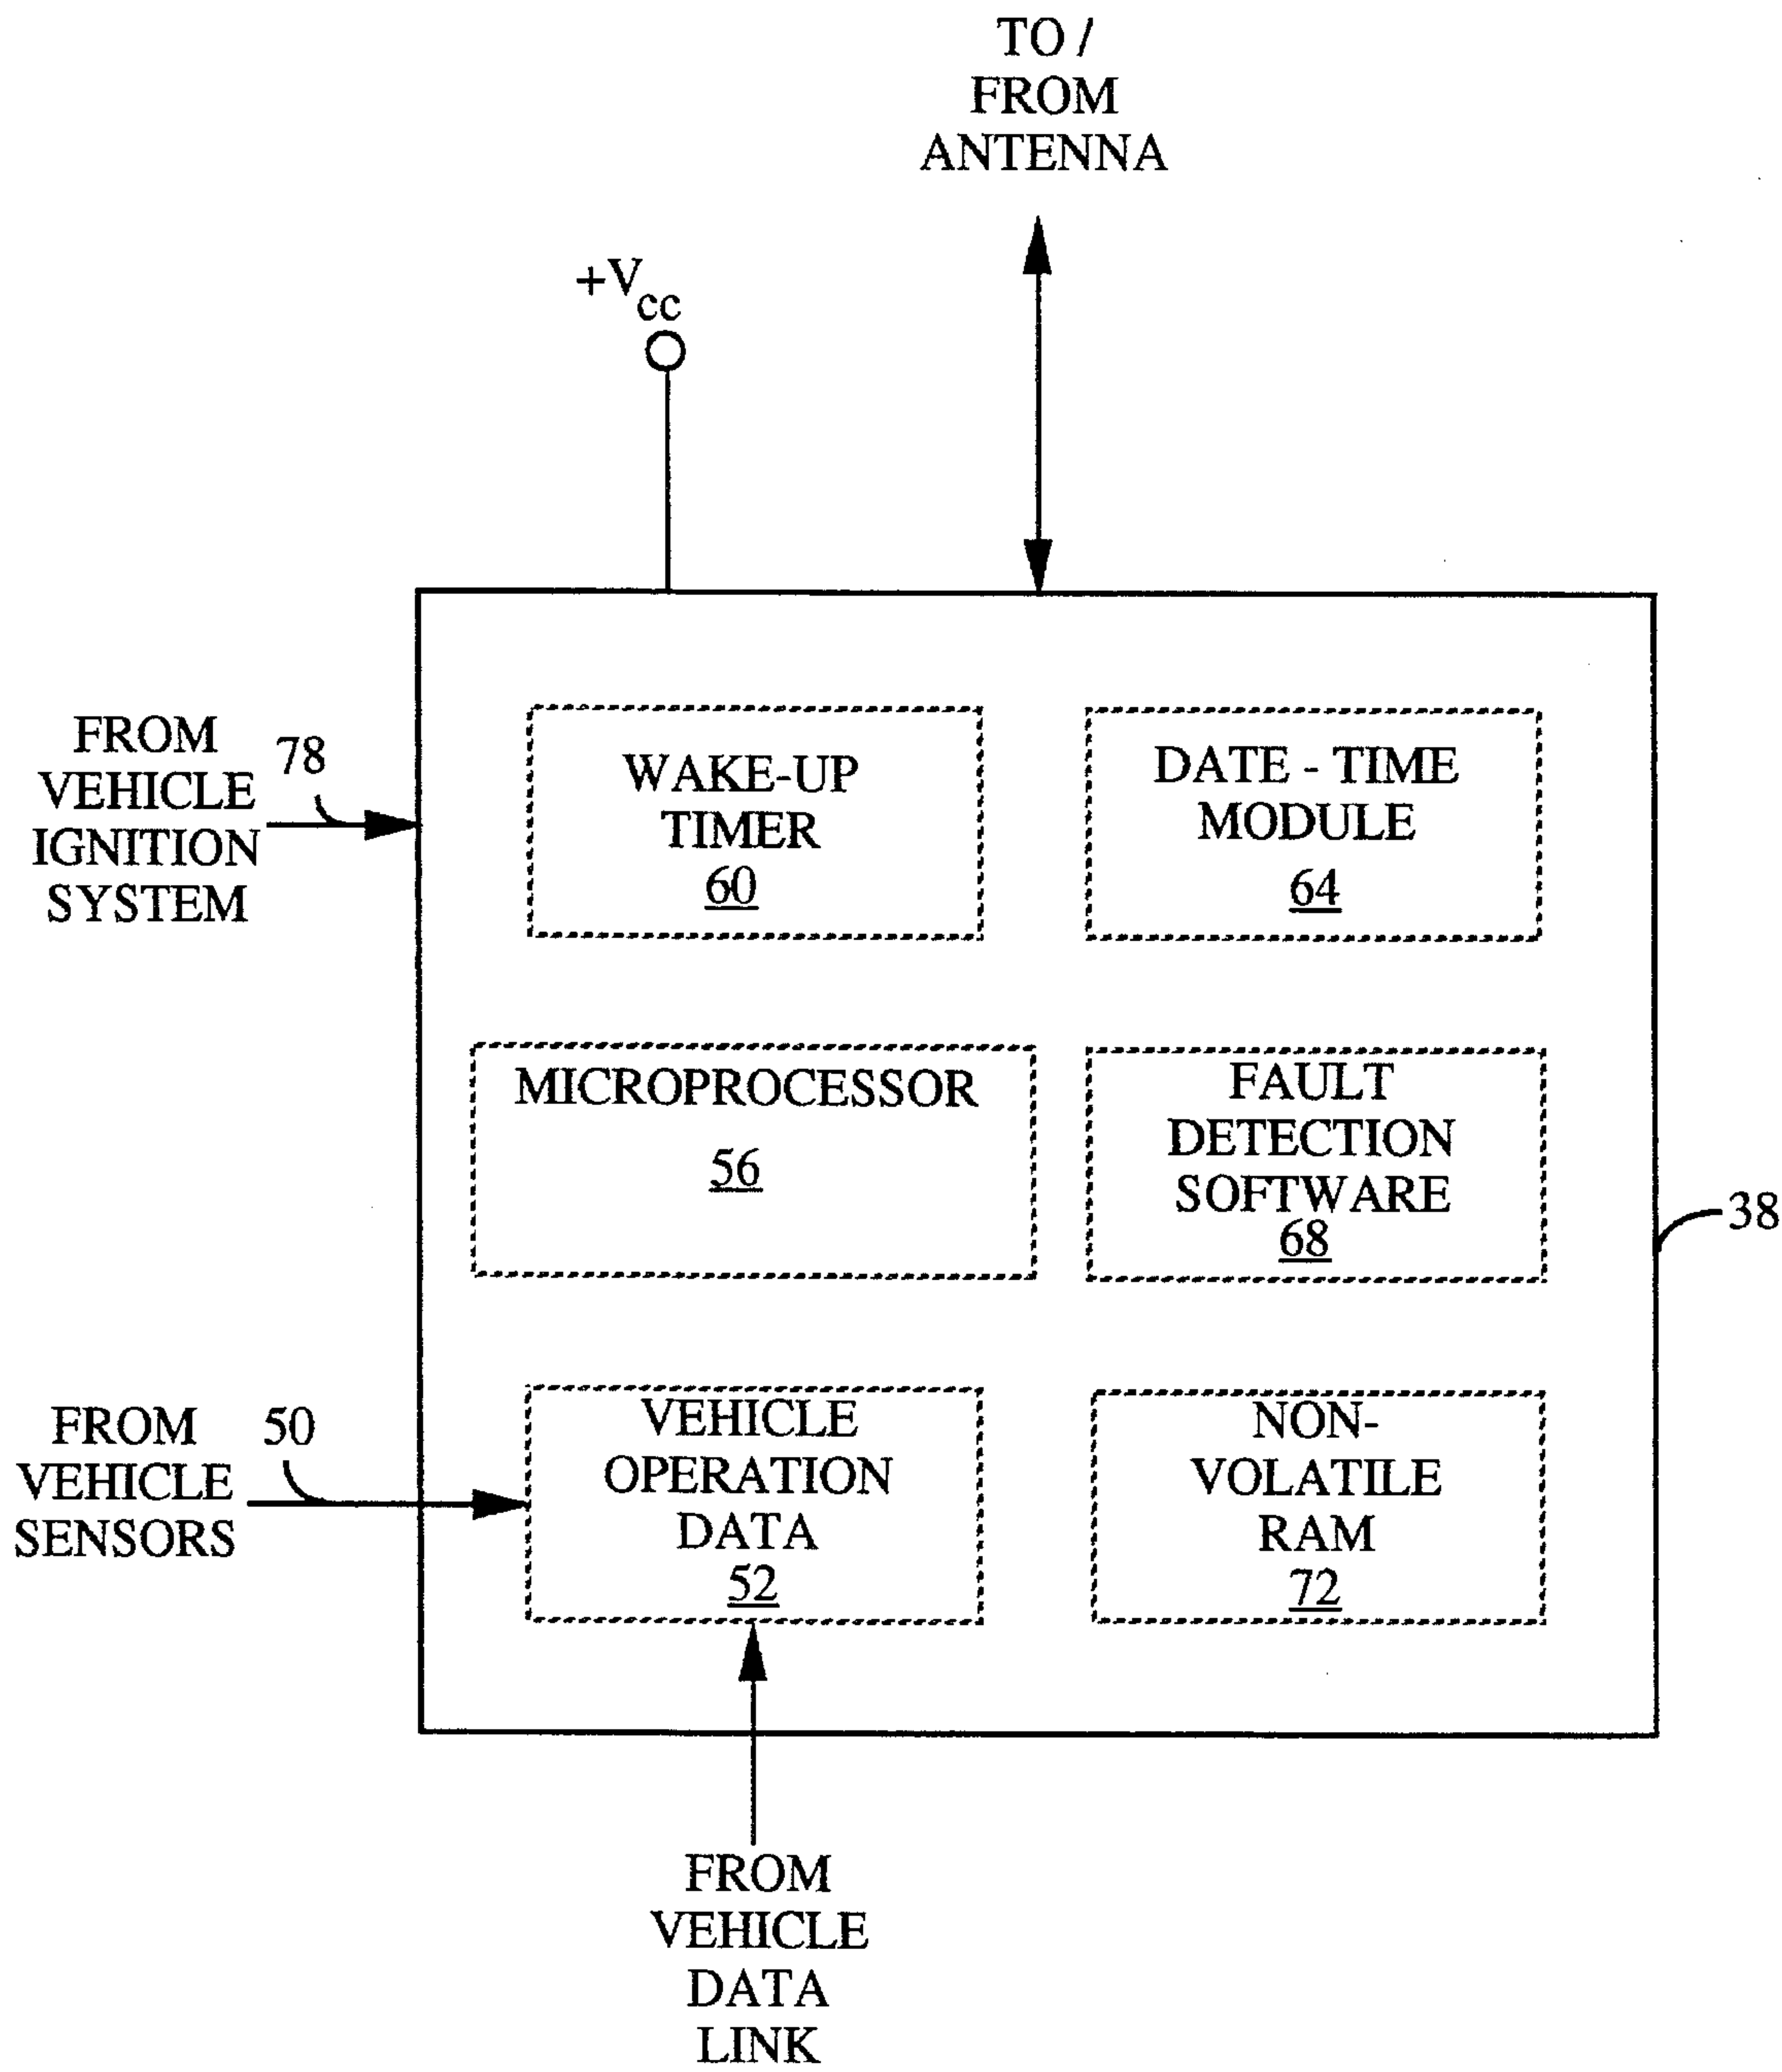 TO /
FROM
ANTENNA
+Vcc
FROM
VEHICLE
IGNITION
SYSTEM
78
WAKE-UP
TIMER
60
DATE - TIME
MODULE
64
MICROPROCESSOR
56
FAULT
DETECTION
SOFTWARE
68
38
FROM
VEHICLE
SENSORS
50
VEHICLE
OPERATION
DATA
52
NON-
VOLATILE
RAM
72
FROM
VEHICLE
DATA
LINK